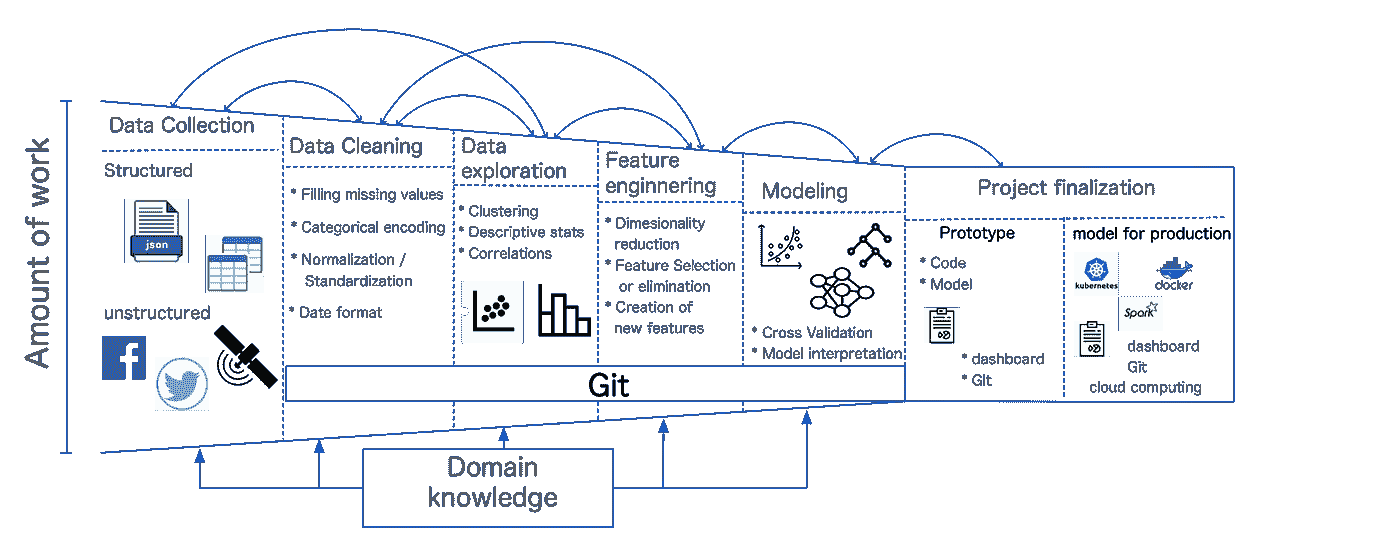 Amount of work
Data Collection
Structured
json
unstructured
Data Cleaning
* Filling missing values
* Categorical encoding
* Normalization /
Standardization
* Date format
Data
exploration
* Clustering
* Descriptive stats
* Correlations
Feature
enginnering
* Dimesionality
reduction
* Feature Selection
or elimination
* Creation of
new features
Modeling
* Cross Validation
* Model interpretation
Git
Project finalization
Prototype
* Code
* Model
* dashboard
* Git
model for production
kubernetes
docker
Spark
dashboard
Git
cloud computing
Domain
knowledge